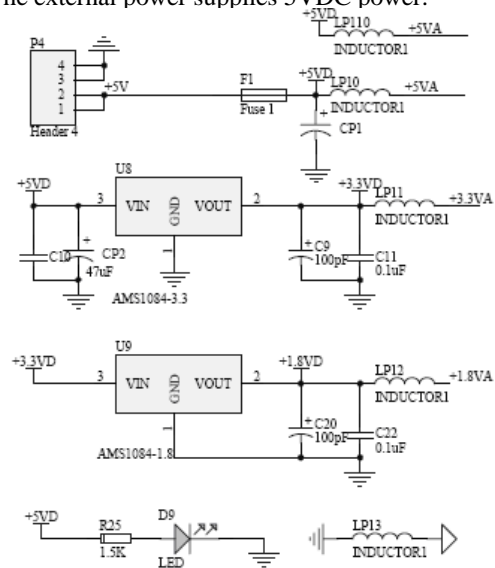 The external power supplies 5VDC power.
+5VD LP110 +5VA
INDUCTOR1
P4
4
3
2
1
Header 4
+5V
F1
Fuse 1
+5VD LP10 +5VA
INDUCTOR1
+
CP1
+5VD
U8
3 VIN GND VOUT 2
1
+3.3VD LP11
+3.3VA
INDUCTOR1
C10
+
CP2
47uF
AMS1084-3.3
+
C9
100pF
C11
0.1uF
+3.3VD
U9
3 VIN GND VOUT 2
1
+1.8VD LP12
+1.8VA
INDUCTOR1
AMS1084-1.8
+
C20
100pF
C22
0.1uF
+5VD
R25
1.5K
D9
LED
LP13
INDUCTOR1